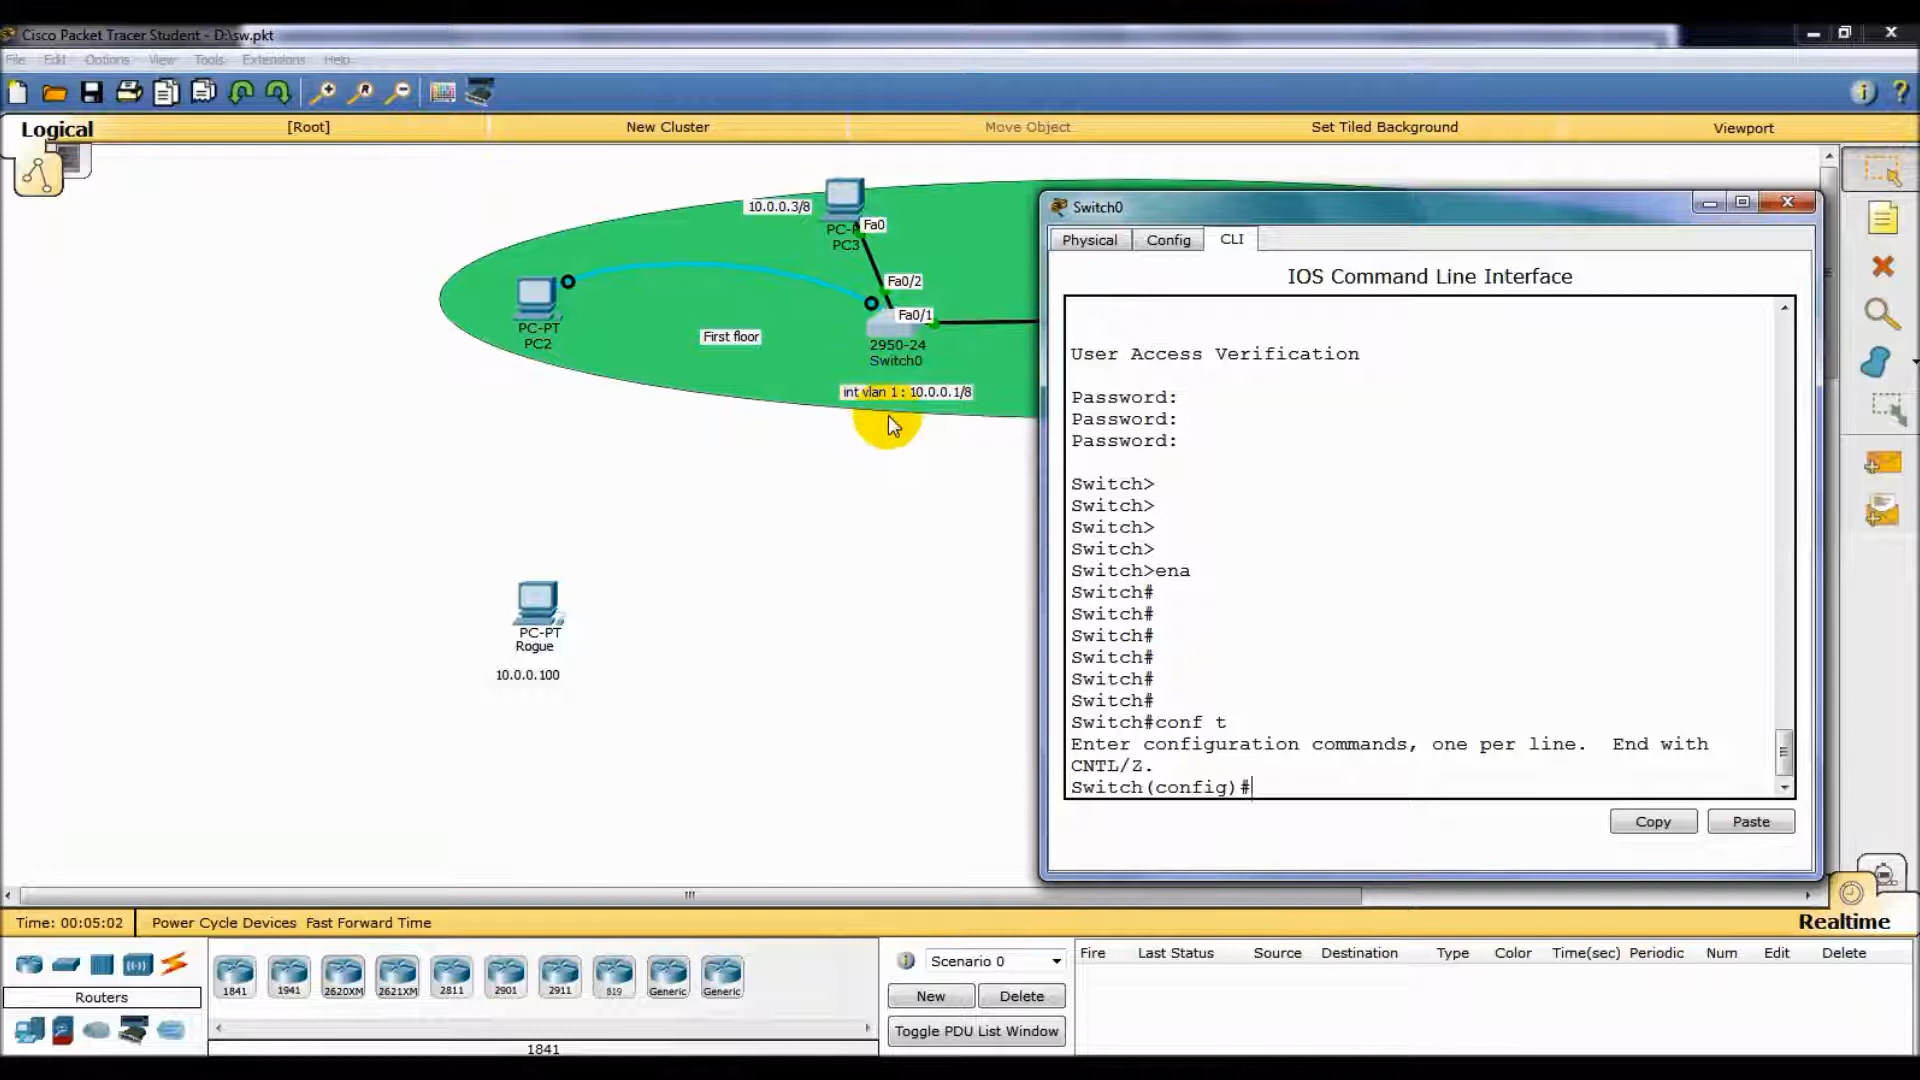 Cisco Packet Tracer Student - D:\sw.pkt
File Edit Options View Tools Extensions Help
Logical
[Root]
New Cluster
Move Object
Set Tiled Background
Viewport
10.0.0.3/8
Fa0
PC3
Fa0/2
Fa0/1
PC-PT
PC2
First floor
2950-24
Switch0
int vlan 1 : 10.0.0.1/8
PC-PT
Rogue
10.0.0.100
Switch0
Physical Config CLI
IOS Command Line Interface
User Access Verification
Password:
Password:
Password:
Switch>
Switch>
Switch>
Switch>
Switch>ena
Switch#
Switch#
Switch#
Switch#
Switch#
Switch#
Switch#conf t
Enter configuration commands, one per line. End with
CNTL/Z.
Switch(config)#
Copy Paste
Time: 00:05:02 Power Cycle Devices Fast Forward Time
Realtime
Routers
1841 1941 2620XM 2621XM 2811 2901 2911 819 Generic Generic
1841
Scenario 0
New Delete
Toggle PDU List Window
Fire Last Status Source Destination Type Color Time(sec) Periodic Num Edit Delete